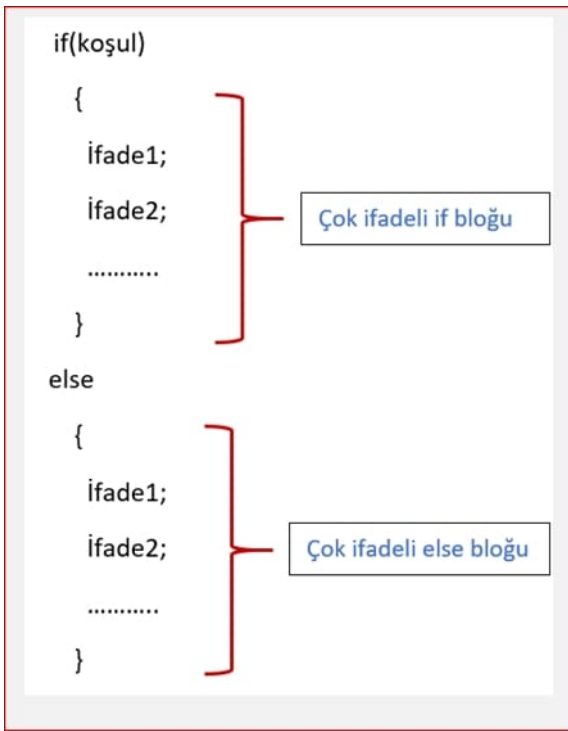 if(koşul)
{
İfade1;
İfade2;
...........
}
Çok ifadeli if bloğu
else
{
İfade1;
İfade2;
...........
}
Çok ifadeli else bloğu